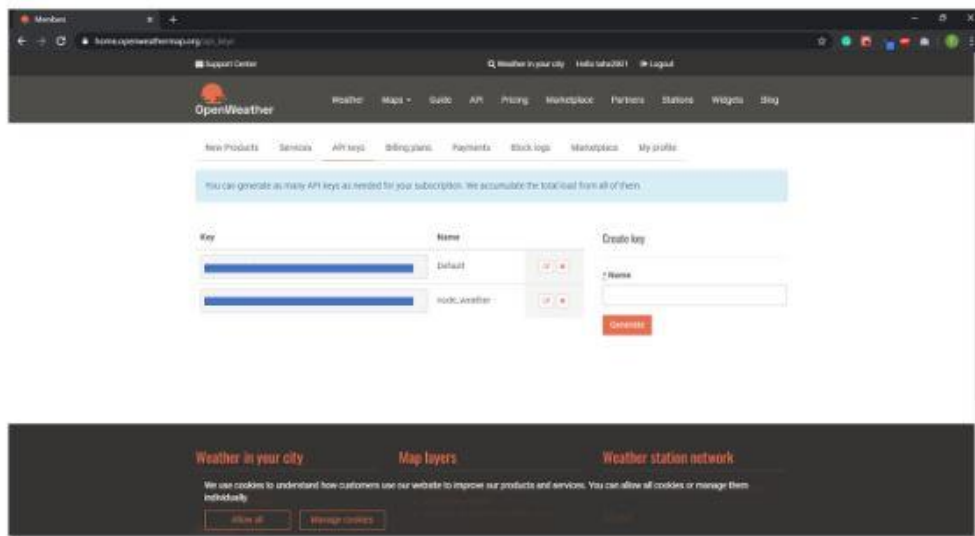 Members
home.openweathermap.org/api_keys
Support Center
Weather in your city Hello Logout
OpenWeather
Weather Maps Guide API Pricing Marketplace Partners Stations Widgets Blog
New Products Services API keys Billing plans Payments Block logs Marketplace My profile
You can generate as many API keys as needed for your subscription. We accumulate the total load from all of them.
Key Name
Default
node_weather
Create key
* Name
Generate
Weather in your city Map layers Weather station network
We use cookies to understand how customers use our website to improve our products and services. You can allow all cookies or manage them
individually.
Allow all Manage cookies